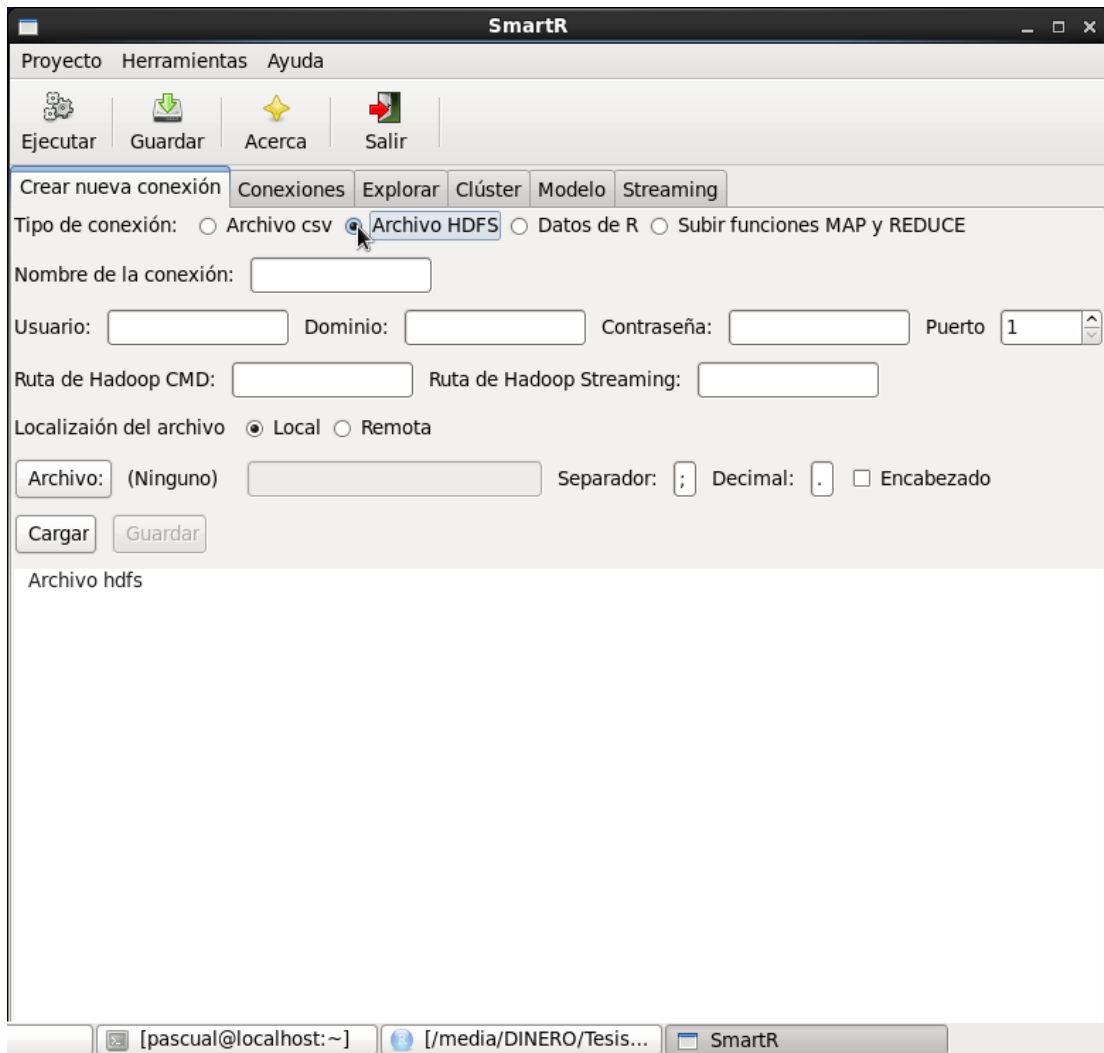 SmartR
Proyecto Herramientas Ayuda
Ejecutar Guardar Acerca Salir
Crear nueva conexión Conexiones Explorar Clúster Modelo Streaming
Tipo de conexión: Archivo csv Archivo HDFS Datos de R Subir funciones MAP y REDUCE
Nombre de la conexión:
Usuario: Dominio: Contraseña: Puerto 1
Ruta de Hadoop CMD: Ruta de Hadoop Streaming:
Localizaión del archivo Local Remota
Archivo: (Ninguno) Separador: ; Decimal: . Encabezado
Cargar Guardar
Archivo hdfs
[pascual@localhost:~] [/media/DINERO/Tesis... SmartR